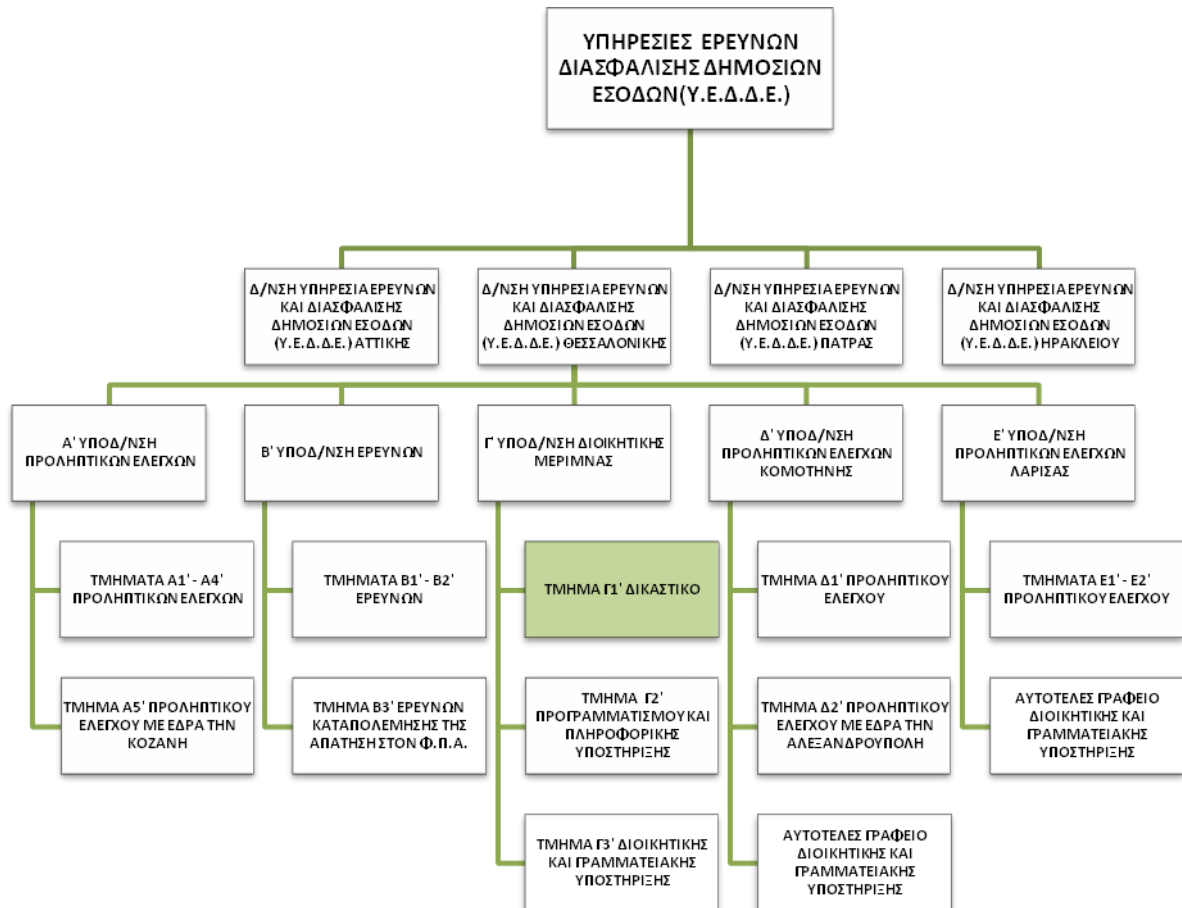 ΥΠΗΡΕΣΙΕΣ ΕΡΕΥΝΩΝ
ΔΙΑΣΦΑΛΙΣΗΣ ΔΗΜΟΣΙΩΝ
ΕΣΟΔΩΝ(Υ.Ε.Δ.Δ.Ε.)
Δ/ΝΣΗ ΥΠΗΡΕΣΙΑ ΕΡΕΥΝΩΝ
ΚΑΙ ΔΙΑΣΦΑΛΙΣΗΣ
ΔΗΜΟΣΙΩΝ ΕΣΟΔΩΝ
(Υ.Ε.Δ.Δ.Ε.) ΑΤΤΙΚΗΣ
Δ/ΝΣΗ ΥΠΗΡΕΣΙΑ ΕΡΕΥΝΩΝ
ΚΑΙ ΔΙΑΣΦΑΛΙΣΗΣ
ΔΗΜΟΣΙΩΝ ΕΣΟΔΩΝ
(Υ.Ε.Δ.Δ.Ε.) ΘΕΣΣΑΛΟΝΙΚΗΣ
Δ/ΝΣΗ ΥΠΗΡΕΣΙΑ ΕΡΕΥΝΩΝ
ΚΑΙ ΔΙΑΣΦΑΛΙΣΗΣ
ΔΗΜΟΣΙΩΝ ΕΣΟΔΩΝ
(Υ.Ε.Δ.Δ.Ε.) ΠΑΤΡΑΣ
Δ/ΝΣΗ ΥΠΗΡΕΣΙΑ ΕΡΕΥΝΩΝ
ΚΑΙ ΔΙΑΣΦΑΛΙΣΗΣ
ΔΗΜΟΣΙΩΝ ΕΣΟΔΩΝ
(Υ.Ε.Δ.Δ.Ε.) ΗΡΑΚΛΕΙΟΥ
Α' ΥΠΟΔ/ΝΣΗ
ΠΡΟΛΗΠΤΙΚΩΝ ΕΛΕΓΧΩΝ
Β' ΥΠΟΔ/ΝΣΗ ΕΡΕΥΝΩΝ
Γ' ΥΠΟΔ/ΝΣΗ ΔΙΟΙΚΗΤΙΚΗΣ
ΜΕΡΙΜΝΑΣ
Δ' ΥΠΟΔ/ΝΣΗ
ΠΡΟΛΗΠΤΙΚΩΝ ΕΛΕΓΧΩΝ
ΚΟΜΟΤΗΝΗΣ
Ε' ΥΠΟΔ/ΝΣΗ
ΠΡΟΛΗΠΤΙΚΩΝ ΕΛΕΓΧΩΝ
ΛΑΡΙΣΑΣ
ΤΜΗΜΑΤΑ Α1' - Α4'
ΠΡΟΛΗΠΤΙΚΩΝ ΕΛΕΓΧΩΝ
ΤΜΗΜΑΤΑ Β1' - Β2'
ΕΡΕΥΝΩΝ
ΤΜΗΜΑ Γ1' ΔΙΚΑΣΤΙΚΟ
ΤΜΗΜΑ Δ1' ΠΡΟΛΗΠΤΙΚΟΥ
ΕΛΕΓΧΟΥ
ΤΜΗΜΑΤΑ Ε1' - Ε2'
ΠΡΟΛΗΠΤΙΚΟΥ ΕΛΕΓΧΟΥ
ΤΜΗΜΑ Α5' ΠΡΟΛΗΠΤΙΚΟΥ
ΕΛΕΓΧΟΥ ΜΕ ΕΔΡΑ ΤΗΝ
ΚΟΖΑΝΗ
ΤΜΗΜΑ Β3' ΕΡΕΥΝΩΝ
ΚΑΤΑΠΟΛΕΜΗΣΗΣ ΤΗΣ
ΑΠΑΤΗΣ ΣΤΟΝ Φ.Π.Α.
ΤΜΗΜΑ Γ2'
ΠΡΟΓΡΑΜΜΑΤΙΣΜΟΥ ΚΑΙ
ΠΛΗΡΟΦΟΡΙΚΗΣ
ΥΠΟΣΤΗΡΙΞΗΣ
ΤΜΗΜΑ Δ2' ΠΡΟΛΗΠΤΙΚΟΥ
ΕΛΕΓΧΟΥ ΜΕ ΕΔΡΑ ΤΗΝ
ΑΛΕΞΑΝΔΡΟΥΠΟΛΗ
ΑΥΤΟΤΕΛΕΣ ΓΡΑΦΕΙΟ
ΔΙΟΙΚΗΤΙΚΗΣ ΚΑΙ
ΓΡΑΜΜΑΤΕΙΑΚΗΣ
ΥΠΟΣΤΗΡΙΞΗΣ
ΤΜΗΜΑ Γ3' ΔΙΟΙΚΗΤΙΚΗΣ
ΚΑΙ ΓΡΑΜΜΑΤΕΙΑΚΗΣ
ΥΠΟΣΤΗΡΙΞΗΣ
ΑΥΤΟΤΕΛΕΣ ΓΡΑΦΕΙΟ
ΔΙΟΙΚΗΤΙΚΗΣ ΚΑΙ
ΓΡΑΜΜΑΤΕΙΑΚΗΣ
ΥΠΟΣΤΗΡΙΞΗΣ